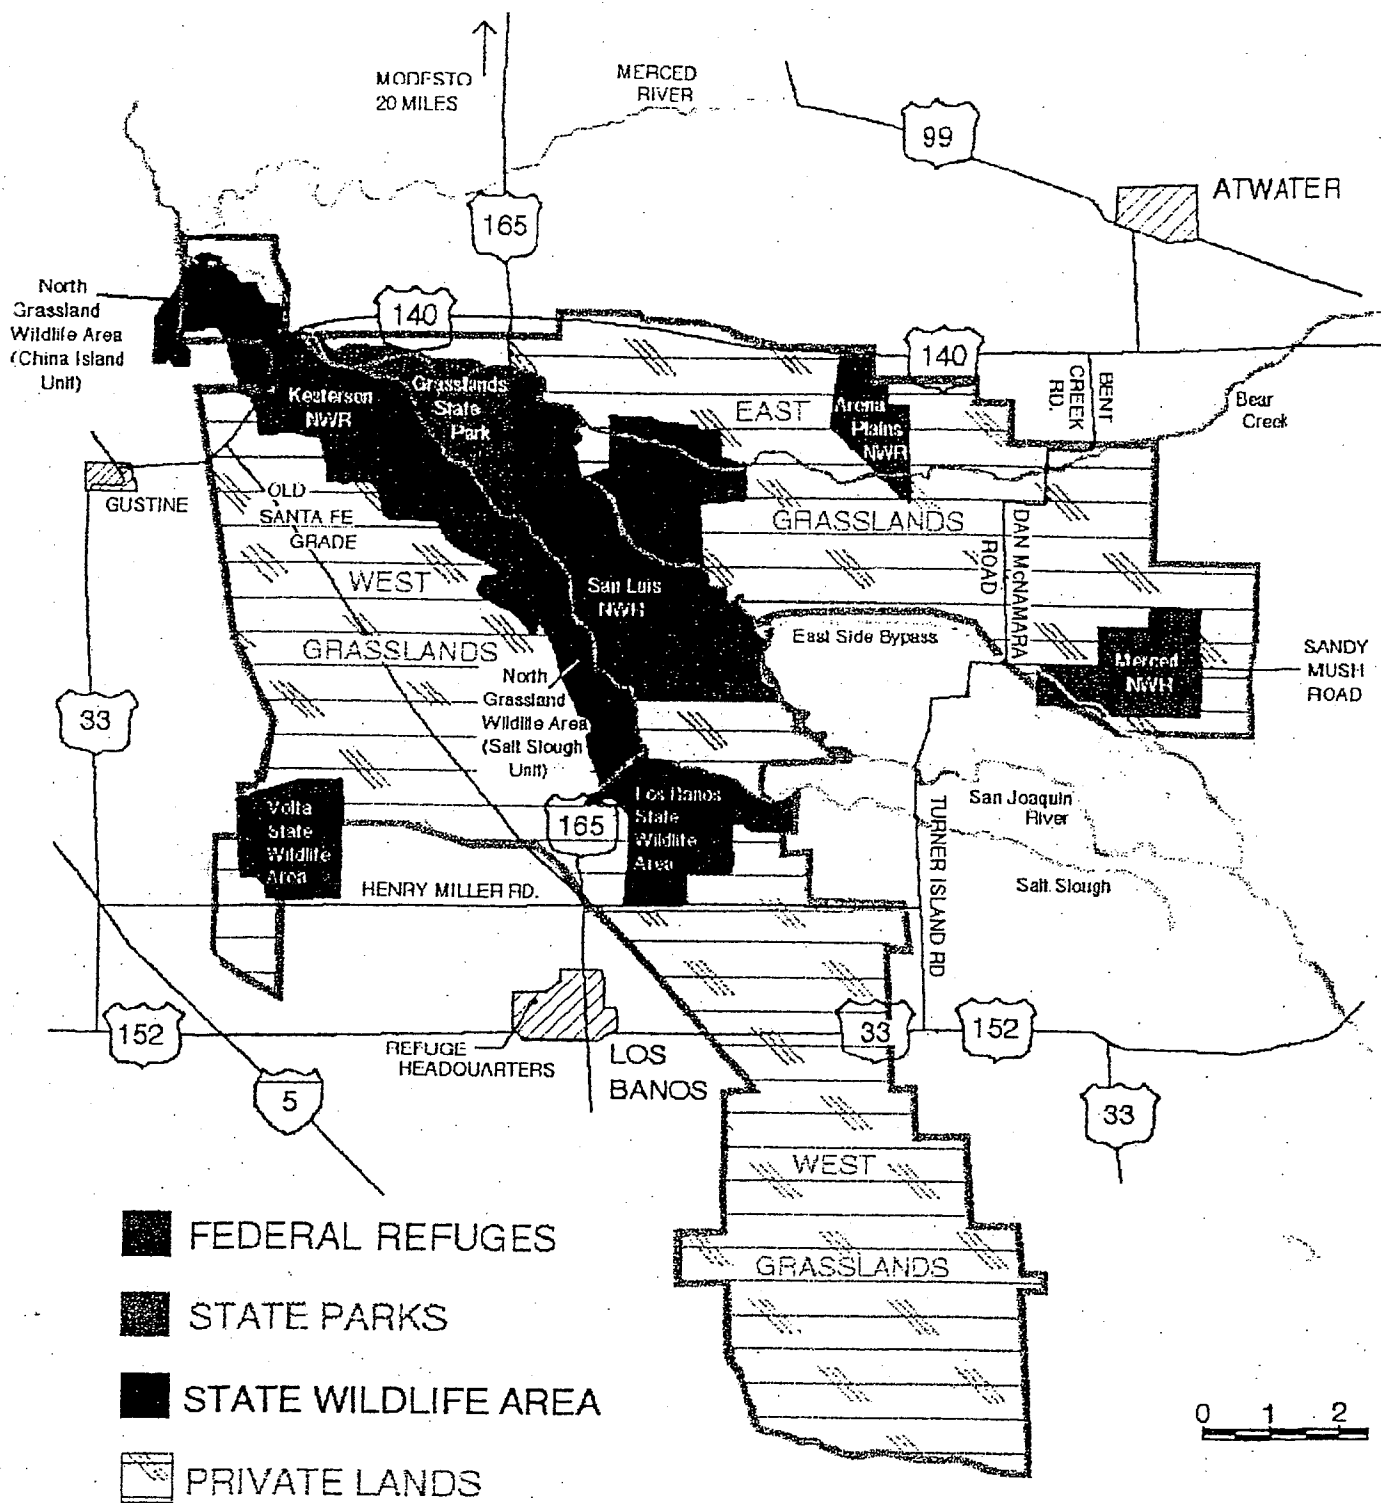 MODESTO
20 MILES
MERCED
RIVER
99
ATWATER
165
North
Grassland
Wildlife Area
(China Island
Unit)
140
140
Kesterson
NWR
Grasslands
State
Park
EAST
Arena
Plains
NWR
BENT
CREEK
RD.
Bear
Creek
GUSTINE
OLD
SANTA FE
GRADE
GRASSLANDS
DAN McNAMARA
ROAD
WEST
San Luis
NWR
East Side Bypass
GRASSLANDS
North
Grassland
Wildlife Area
(Salt Slough
Unit)
Merced
NWR
SANDY
MUSH
ROAD
33
Volta
State
Wildlife
Area
165
Los Banos
State
Wildlife
Area
San Joaquin
River
TURNER ISLAND RD
Salt Slough
HENRY MILLER RD.
152
33
152
REFUGE
HEADQUARTERS
LOS
BANOS
5
33
WEST
GRASSLANDS
FEDERAL REFUGES
STATE PARKS
STATE WILDLIFE AREA
PRIVATE LANDS
0 1 2